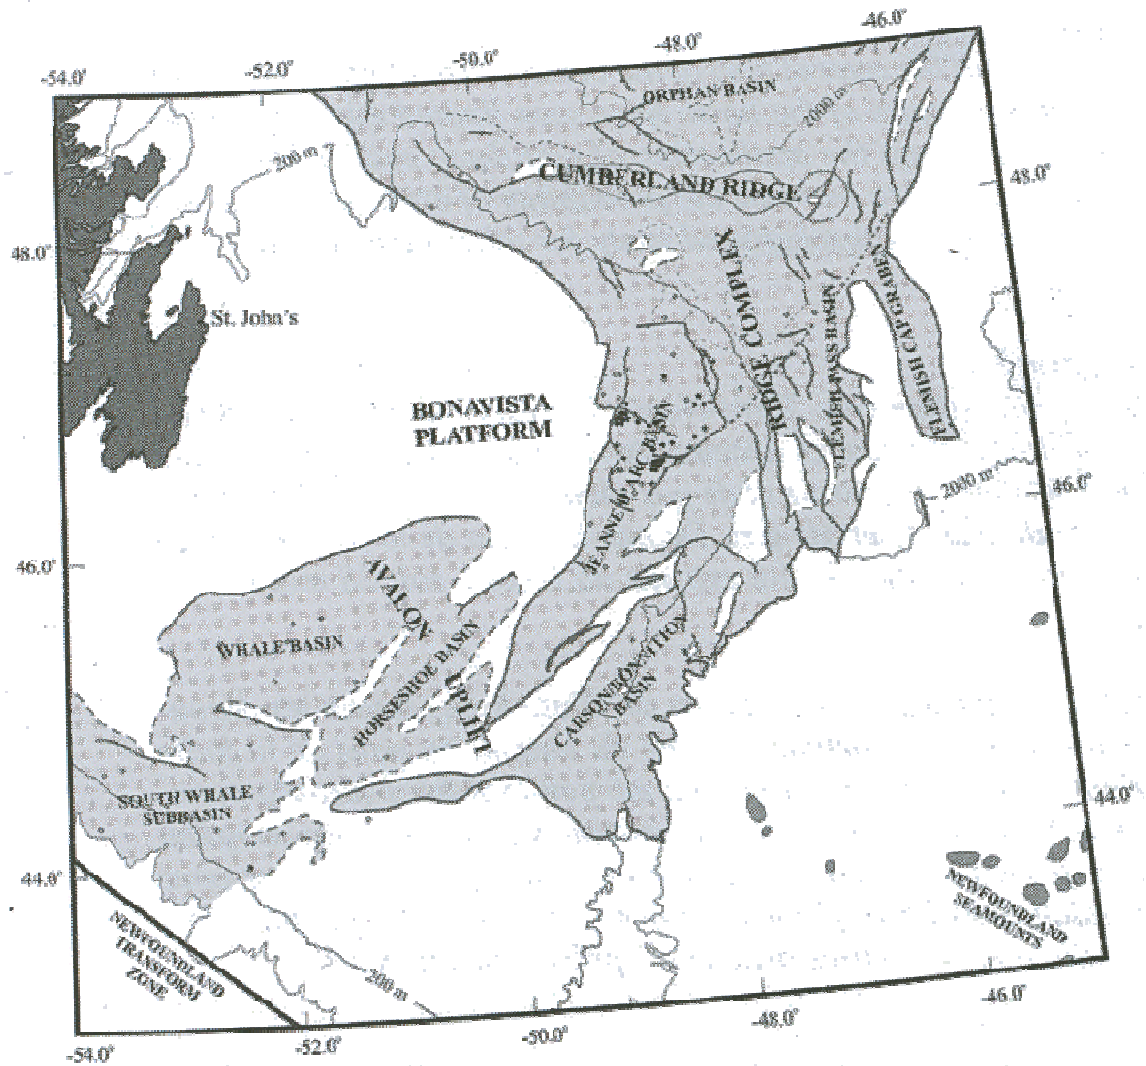 -46.0°
-48.0°
-50.0°
-52.0°
-54.0°
ORPHAN BASIN
2000 m
200 m
CUMBERLAND RIDGE
48.0°
48.0°
RIDGE COMPLEX
FLEMISH PASS BASIN
FLEMISH CAP GRABEN
St. John's
BONAVISTA
PLATFORM
JEANNE D'ARC BASIN
2000 m
46.0°
46.0°
AVALON
UPLIFT
WHALE BASIN
HORSESHOE BASIN
CARSON/BONNITION
BASIN
SOUTH WHALE
SUBBASIN
44.0°
44.0°
NEWFOUNDLAND
SEAMOUNTS
NEWFOUNDLAND
TRANSFORM
ZONE
200 m
-46.0°
-48.0°
-50.0°
-52.0°
-54.0°